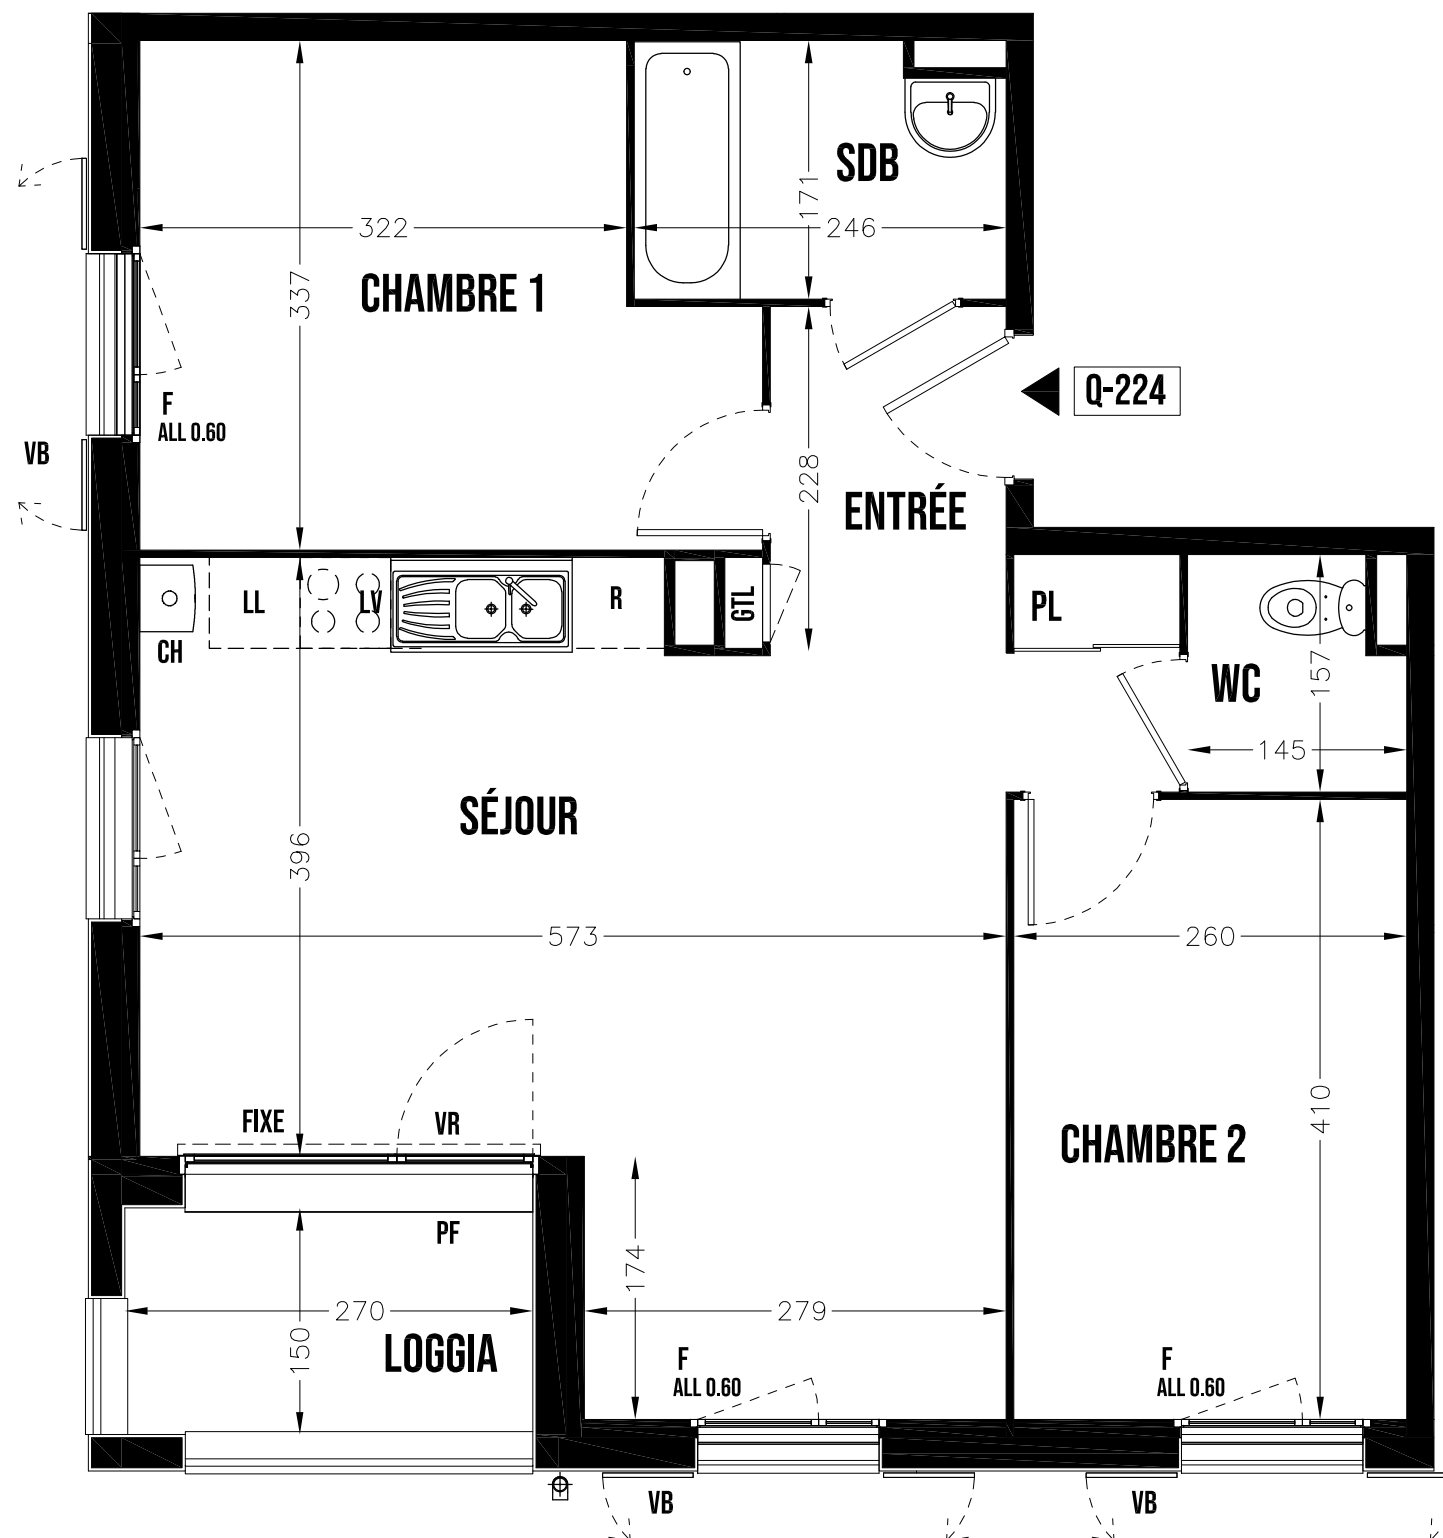 SDB
171
322
246
CHAMBRE 1
337
Q-224
F
ALL 0.60
VB
228
ENTRÉE
LL
LV
R
GTL
PL
CH
WC
157
145
SÉJOUR
396
573
260
FIXE
VR
410
CHAMBRE 2
PF
174
270
279
150
LOGGIA
F
ALL 0.60
F
ALL 0.60
VB
VB